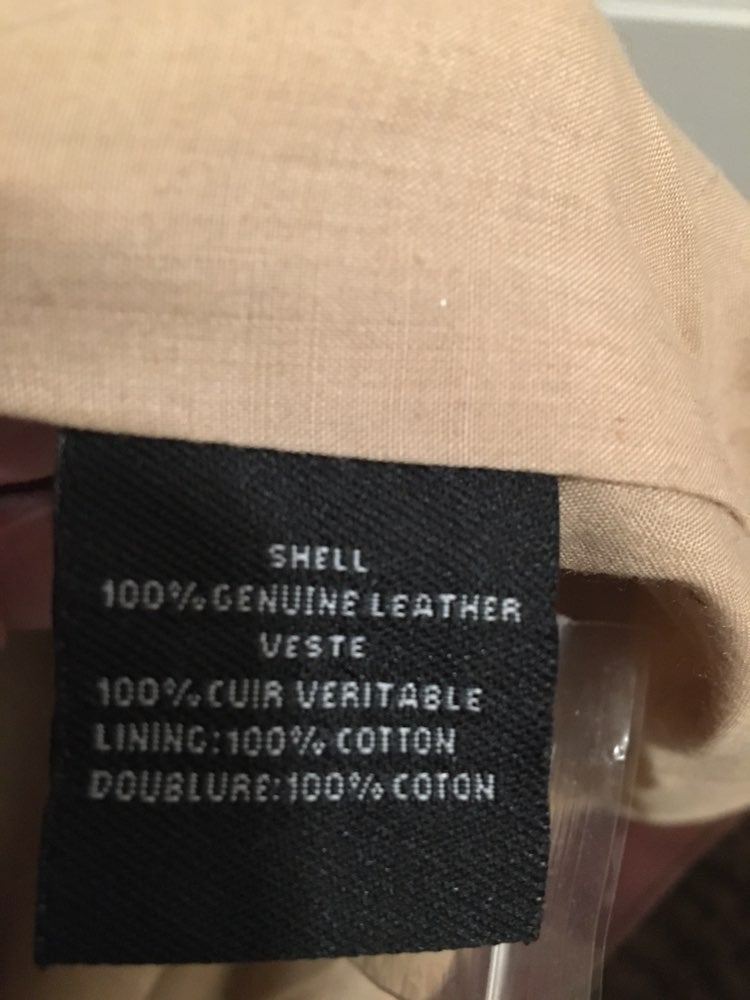 SHELL
100% GENUINE LEATHER
VESTE
100% CUIR VERITABLE
LINING:100% COTTON
DOUBLURE:100% COTON